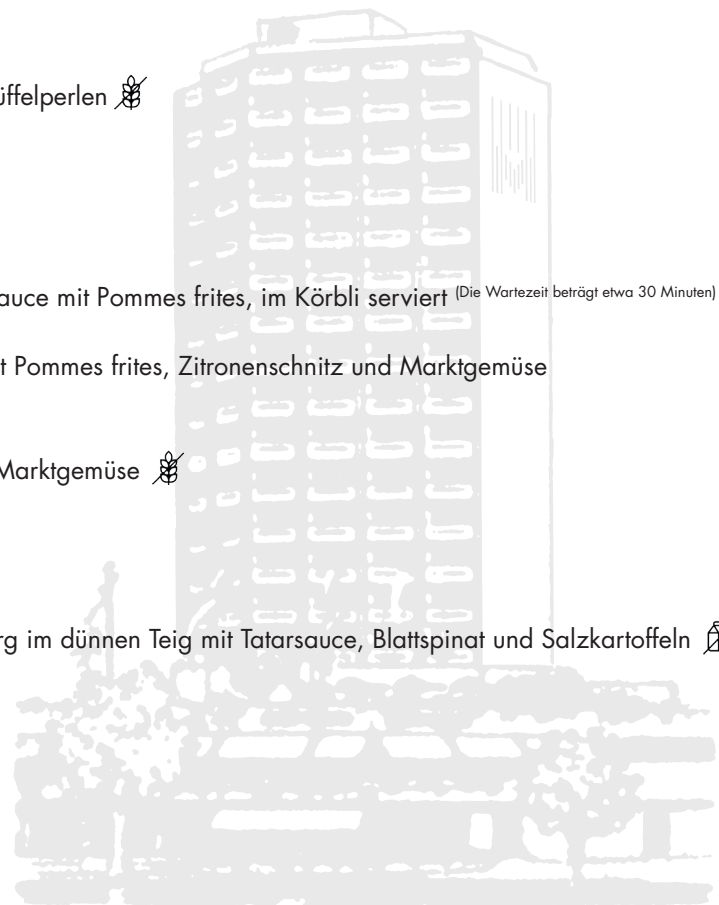 üffelperlen
auce mit Pommes frites, im Körbli serviert (Die Wartezeit beträgt etwa 30 Minuten)
t Pommes frites, Zitronenschnitz und Marktgemüse
Marktgemüse
rg im dünnen Teig mit Tatarsauce, Blattspinat und Salzkartoffeln